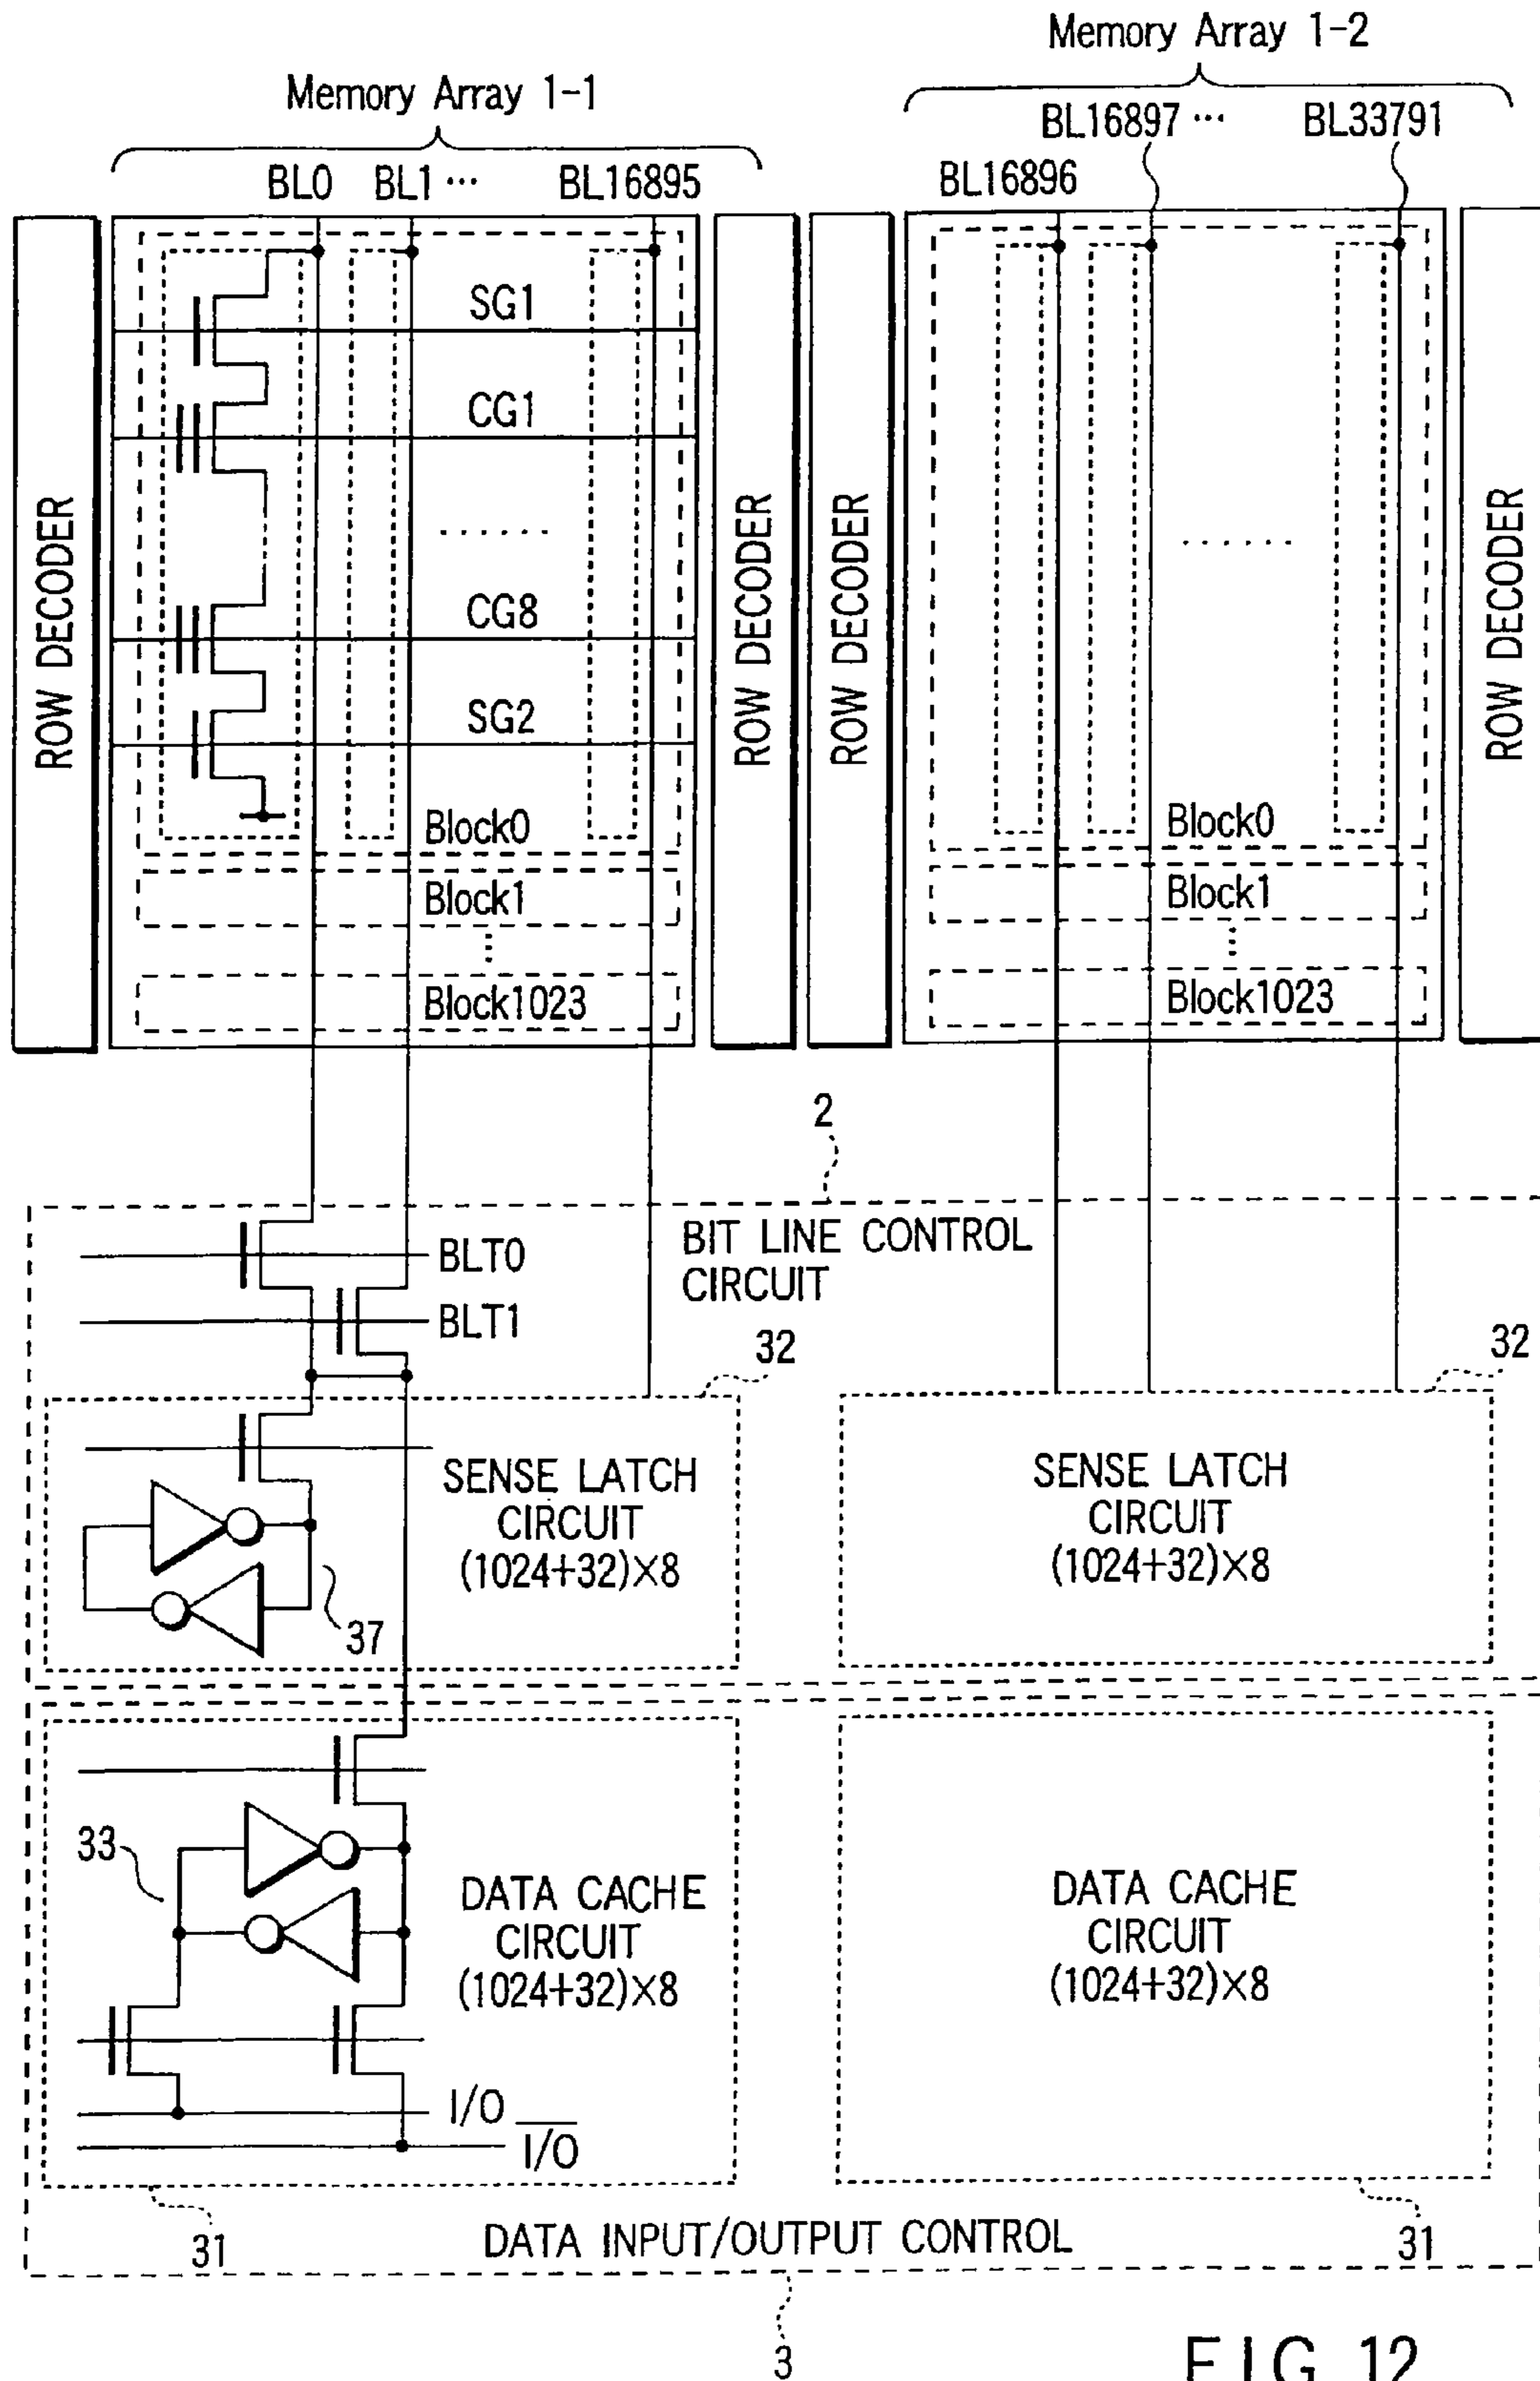 Memory Array 1-2
Memory Array 1-1
BL16897 ... BL33791
BL0 BL1 ... BL16895
BL16896
ROW DECODER
SG1
CG1
......
CG8
SG2
Block0
Block1
Block1023
ROW DECODER
ROW DECODER
......
Block0
Block1
Block1023
ROW DECODER
2
BIT LINE CONTROL
CIRCUIT
BLT0
BLT1
32
32
SENSE LATCH
CIRCUIT
(1024+32)×8
37
SENSE LATCH
CIRCUIT
(1024+32)×8
33
DATA CACHE
CIRCUIT
(1024+32)×8
I/O
I/O
DATA CACHE
CIRCUIT
(1024+32)×8
31
DATA INPUT/OUTPUT CONTROL
31
3
FIG. 12